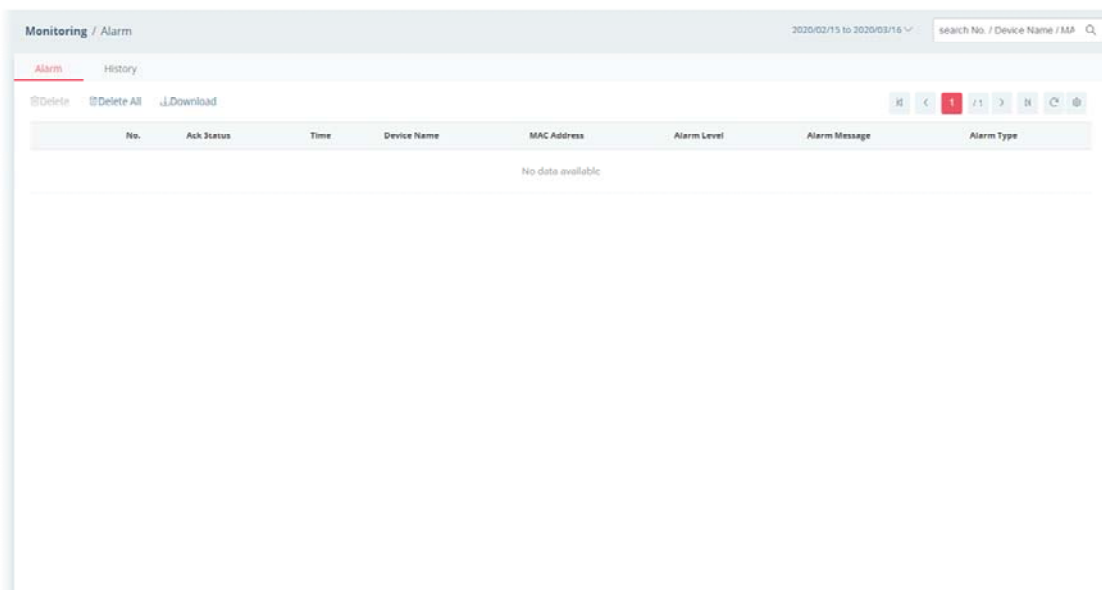 Monitoring / Alarm 2020/02/15 to 2020/03/16 search No. / Device Name / MA
Alarm History
Delete Delete All Download 1 / 1
No. Ack Status Time Device Name MAC Address Alarm Level Alarm Message Alarm Type
No data available